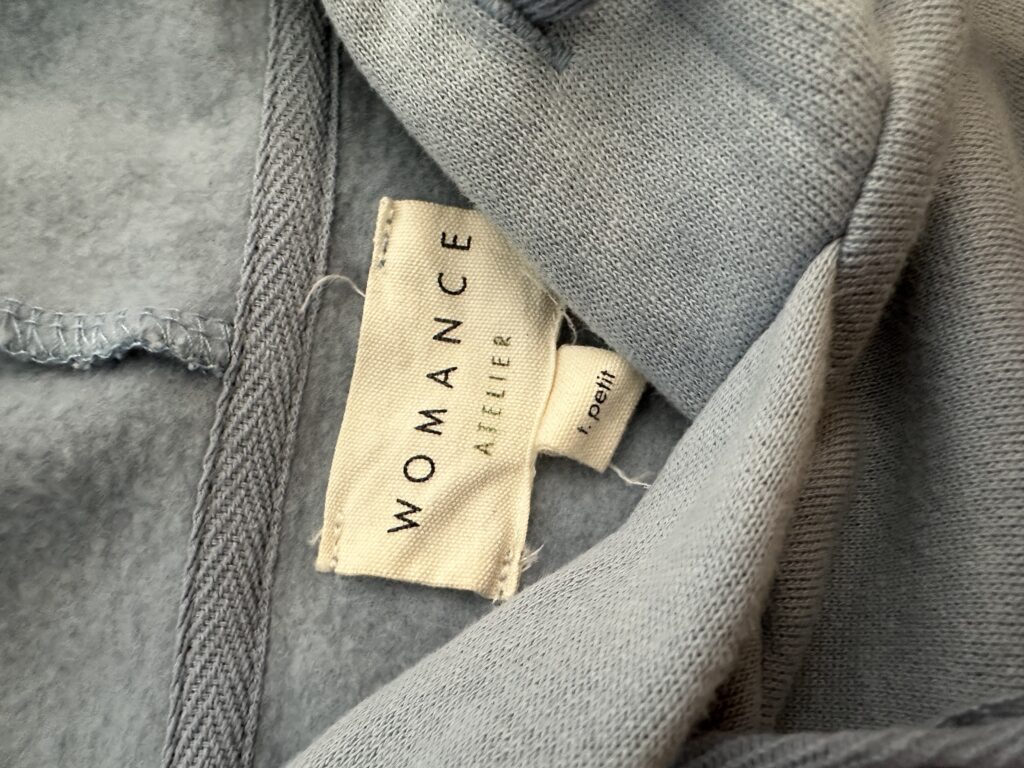 WOMANCE
ATELIER
r. petit